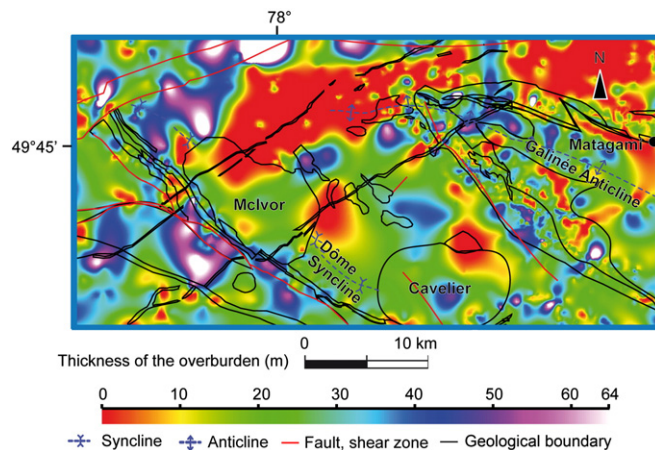 78°
N
49°45'
Matagami
Galinée Anticline
McIvor
Dôme
Syncline
Cavelier
0 10 km
Thickness of the overburden (m)
0 10 20 30 40 50 60 64
Syncline Anticline Fault, shear zone Geological boundary